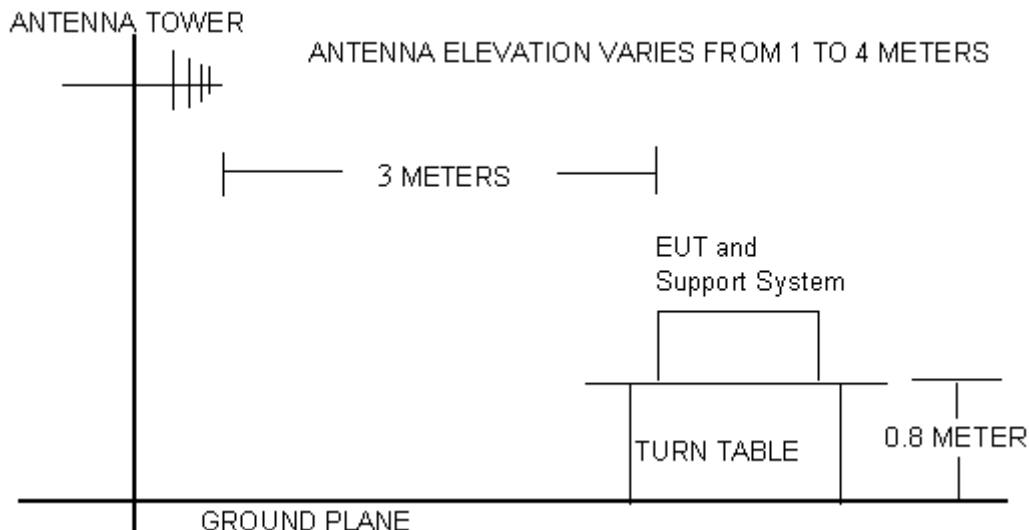 ANTENNA TOWER
ANTENNA ELEVATION VARIES FROM 1 TO 4 METERS
3 METERS
EUT and
Support System
TURN TABLE
0.8 METER
GROUND PLANE